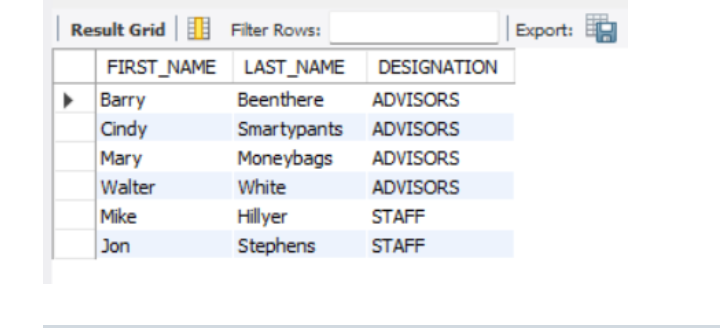 Result Grid Filter Rows: Export:
FIRST_NAME LAST_NAME DESIGNATION
Barry Beenthere ADVISORS
Cindy Smartypants ADVISORS
Mary Moneybags ADVISORS
Walter White ADVISORS
Mike Hillyer STAFF
Jon Stephens STAFF